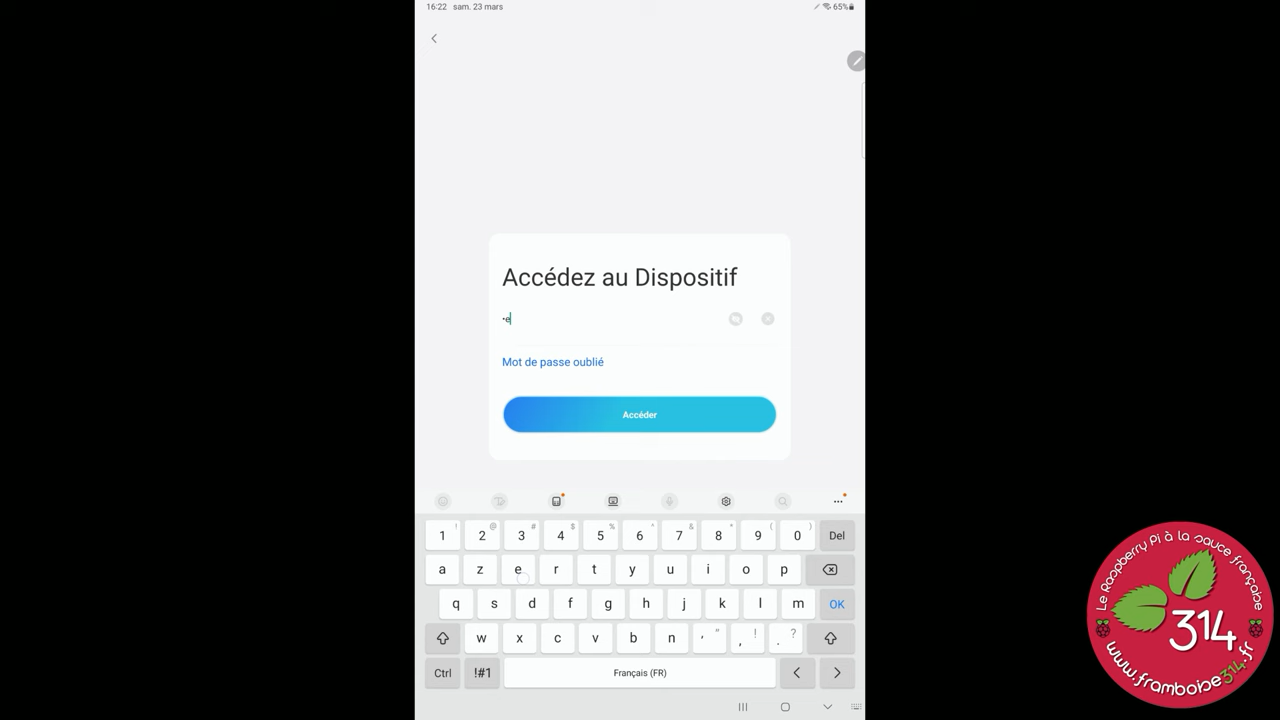 16:22 sam. 23 mars
65%
Accédez au Dispositif
•e
Mot de passe oublié
Accéder
1 ! 2 @ 3 # 4 $ 5 % 6 ^ 7 & 8 * 9 ( 0 ) Del
a z e r t y u i o p
q s d f g h j k l m OK
w x c v b n ' " , ! . ?
Ctrl !#1 Français (FR) < >
Le Raspberry Pi à la sauce française
314
www.framboise314.fr